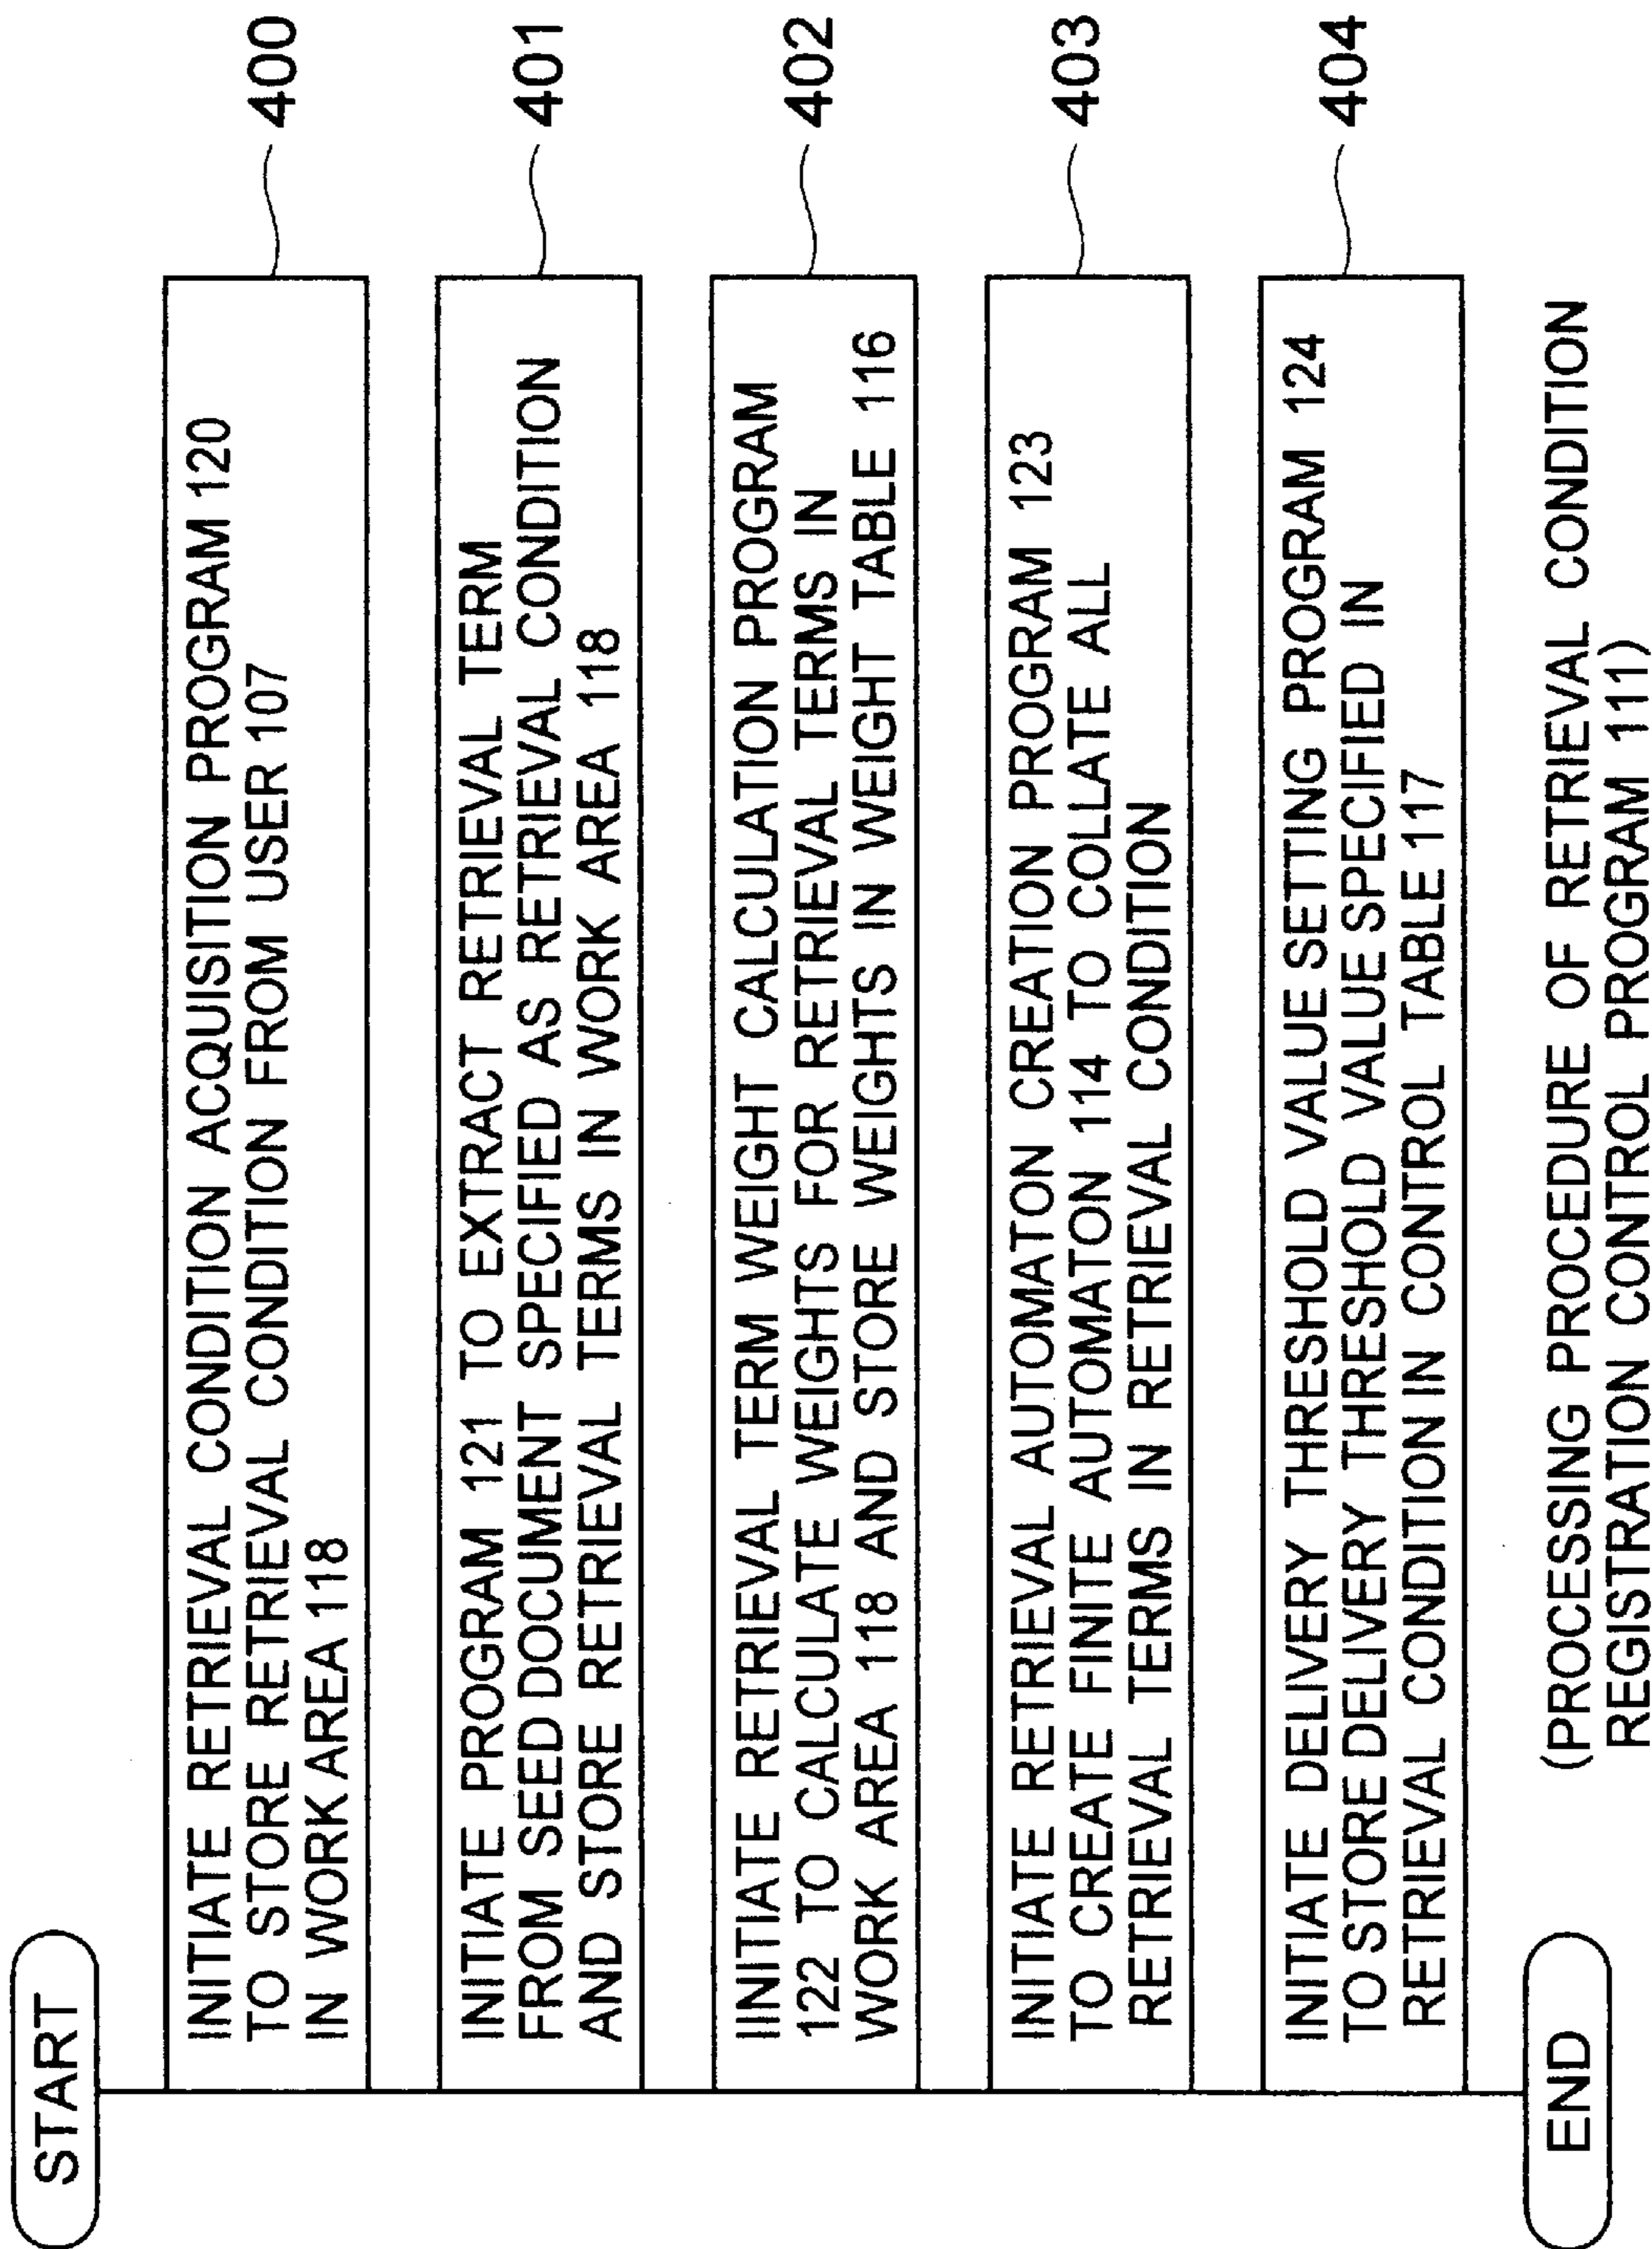 START
INITIATE RETRIEVAL CONDITION ACQUISITION PROGRAM 120
TO STORE RETRIEVAL CONDITION FROM USER 107
IN WORK AREA 118
400
INITIATE PROGRAM 121 TO EXTRACT RETRIEVAL TERM
FROM SEED DOCUMENT SPECIFIED AS RETRIEVAL CONDITION
AND STORE RETRIEVAL TERMS IN WORK AREA 118
401
IINITIATE RETRIEVAL TERM WEIGHT CALCULATION PROGRAM
122 TO CALCULATE WEIGHTS FOR RETRIEVAL TERMS IN
WORK AREA 118 AND STORE WEIGHTS IN WEIGHT TABLE 116
402
INITIATE RETRIEVAL AUTOMATON CREATION PROGRAM 123
TO CREATE FINITE AUTOMATON 114 TO COLLATE ALL
RETRIEVAL TERMS IN RETRIEVAL CONDITION
403
INITIATE DELIVERY THRESHOLD VALUE SETTING PROGRAM 124
TO STORE DELIVERY THRESHOLD VALUE SPECIFIED IN
RETRIEVAL CONDITION IN CONTROL TABLE 117
404
END
(PROCESSING PROCEDURE OF RETRIEVAL CONDITION
REGISTRATION CONTROL PROGRAM 111)